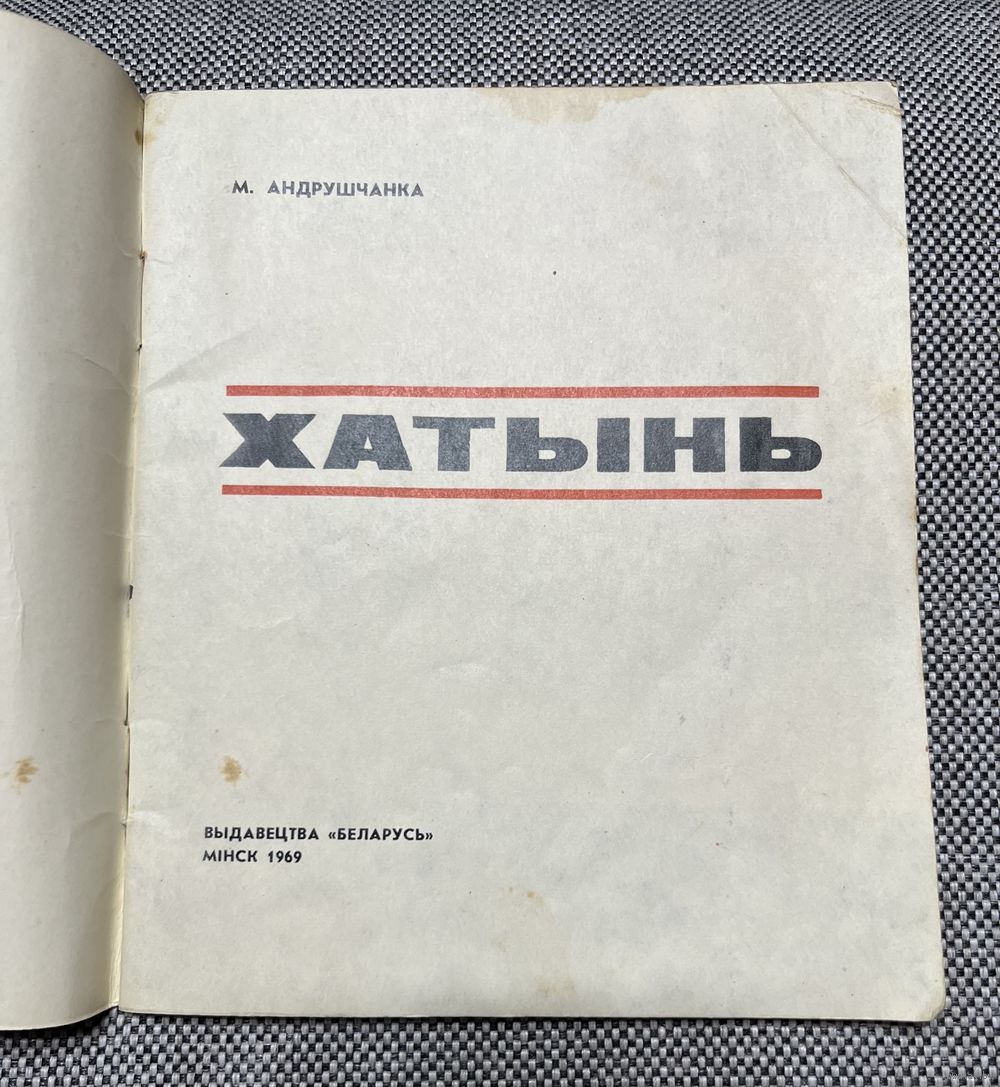 М. АНДРУШЧАНКА
ХАТЫНЬ
ВЫДАВЕЦТВА «БЕЛАРУСЬ»
МІНСК 1969